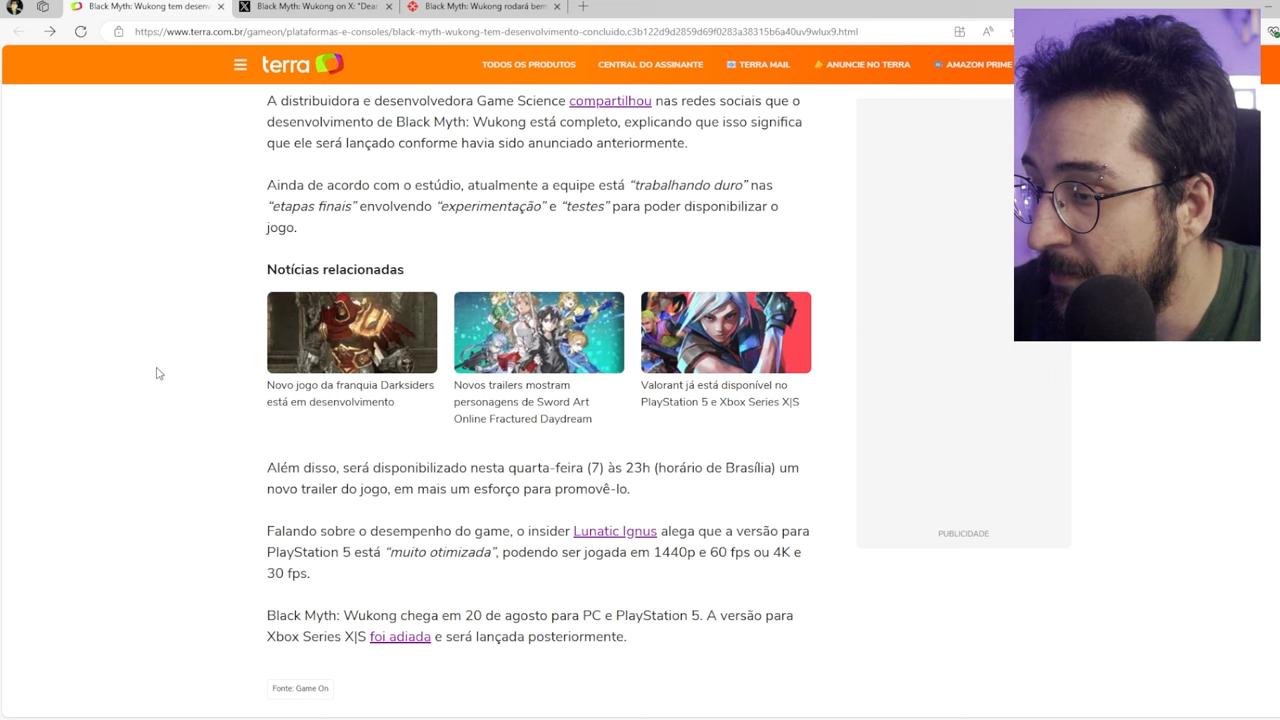 Black Myth: Wukong tem desenv
Black Myth: Wukong on X: "Dear
Black Myth: Wukong rodará bem
https://www.terra.com.br/gameon/plataformas-e-consoles/black-myth-wukong-tem-desenvolvimento-concluido,c3b122d9d2859d69f0283a38315b6a40uv9wlux9.html
terra
TODOS OS PRODUTOS
CENTRAL DO ASSINANTE
TERRA MAIL
ANUNCIE NO TERRA
AMAZON PRIME
A distribuidora e desenvolvedora Game Science compartilhou nas redes sociais que o
desenvolvimento de Black Myth: Wukong está completo, explicando que isso significa
que ele será lançado conforme havia sido anunciado anteriormente.
Ainda de acordo com o estúdio, atualmente a equipe está “trabalhando duro” nas
“etapas finais” envolvendo “experimentação” e “testes” para poder disponibilizar o
jogo.
Notícias relacionadas
Novo jogo da franquia Darksiders
está em desenvolvimento
Novos trailers mostram
personagens de Sword Art
Online Fractured Daydream
Valorant já está disponível no
PlayStation 5 e Xbox Series X|S
Além disso, será disponibilizado nesta quarta-feira (7) às 23h (horário de Brasília) um
novo trailer do jogo, em mais um esforço para promovê-lo.
Falando sobre o desempenho do game, o insider Lunatic Ignus alega que a versão para
PlayStation 5 está “muito otimizada”, podendo ser jogada em 1440p e 60 fps ou 4K e
30 fps.
Black Myth: Wukong chega em 20 de agosto para PC e PlayStation 5. A versão para
Xbox Series X|S foi adiada e será lançada posteriormente.
Fonte: Game On
PUBLICIDADE